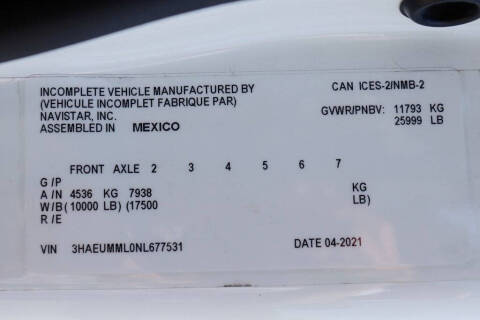 INCOMPLETE VEHICLE MANUFACTURED BY
(VEHICULE INCOMPLET FABRIQUE PAR)
NAVISTAR, INC.
ASSEMBLED IN MEXICO
CAN ICES-2/NMB-2
GVWR/PNBV: 11793 KG
25999 LB
FRONT AXLE 2 3 4 5 6 7
G/P
A/N 4536 KG 7938 KG
W/B(10000 LB) (17500 LB)
R/E
VIN 3HAEUMML0NL677531 DATE 04-2021